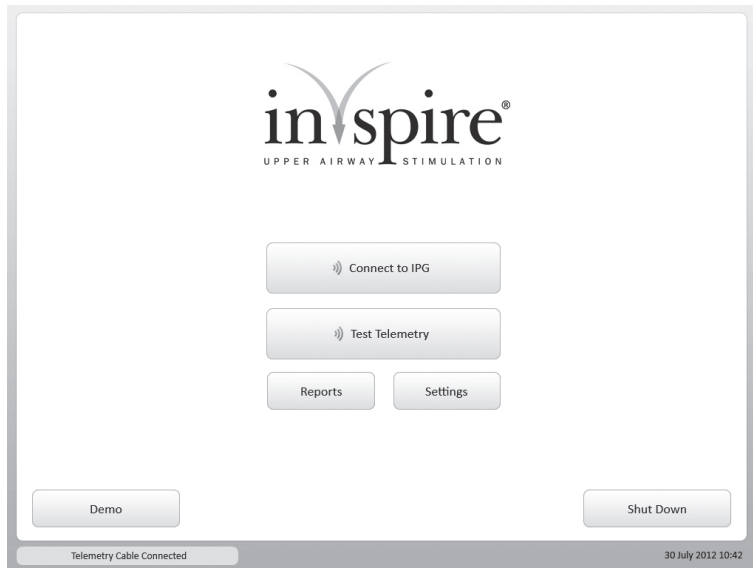 inspire®
UPPER AIRWAY STIMULATION
Connect to IPG
Test Telemetry
Reports Settings
Demo Shut Down
Telemetry Cable Connected 30 July 2012 10:42